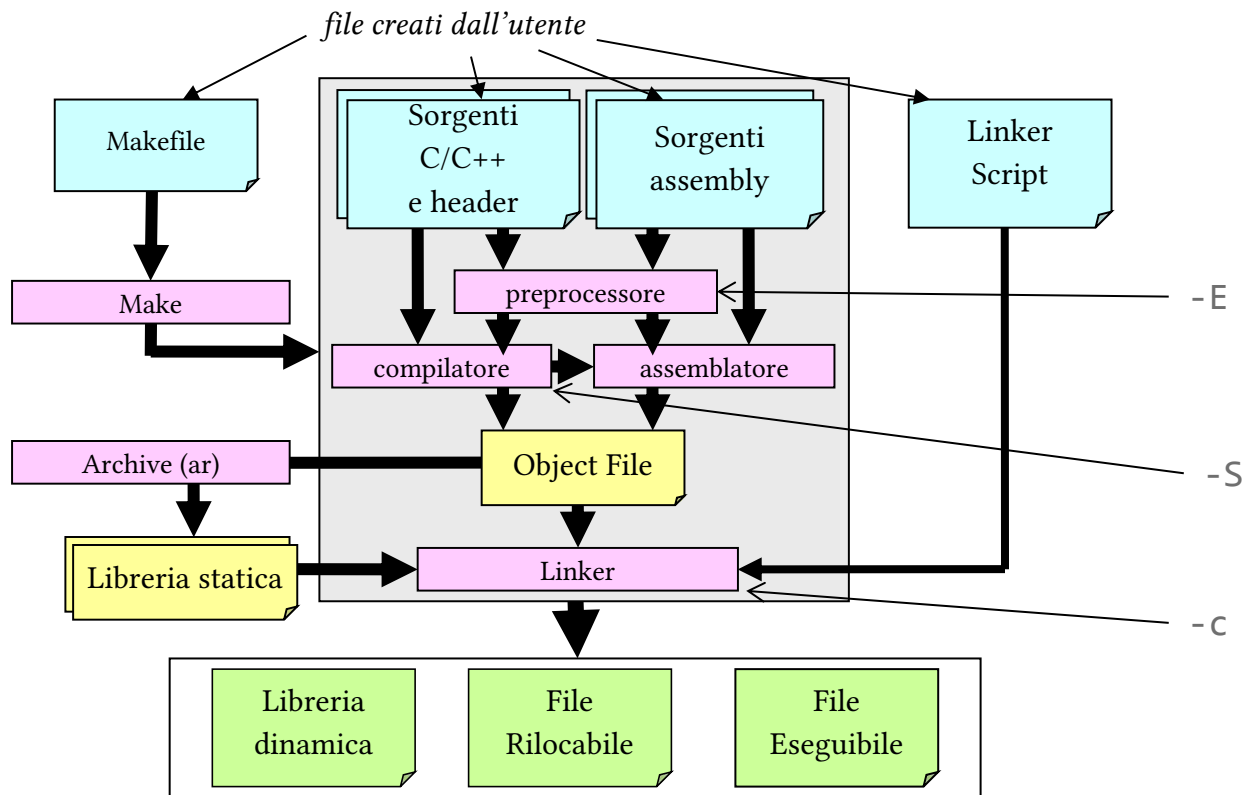 file creati dall'utente
Makefile
Sorgenti
C/C++
e header
Sorgenti
assembly
Linker
Script
Make
preprocessore
-E
compilatore
assemblatore
Archive (ar)
Object File
-S
Libreria statica
Linker
-c
Libreria
dinamica
File
Rilocabile
File
Eseguibile